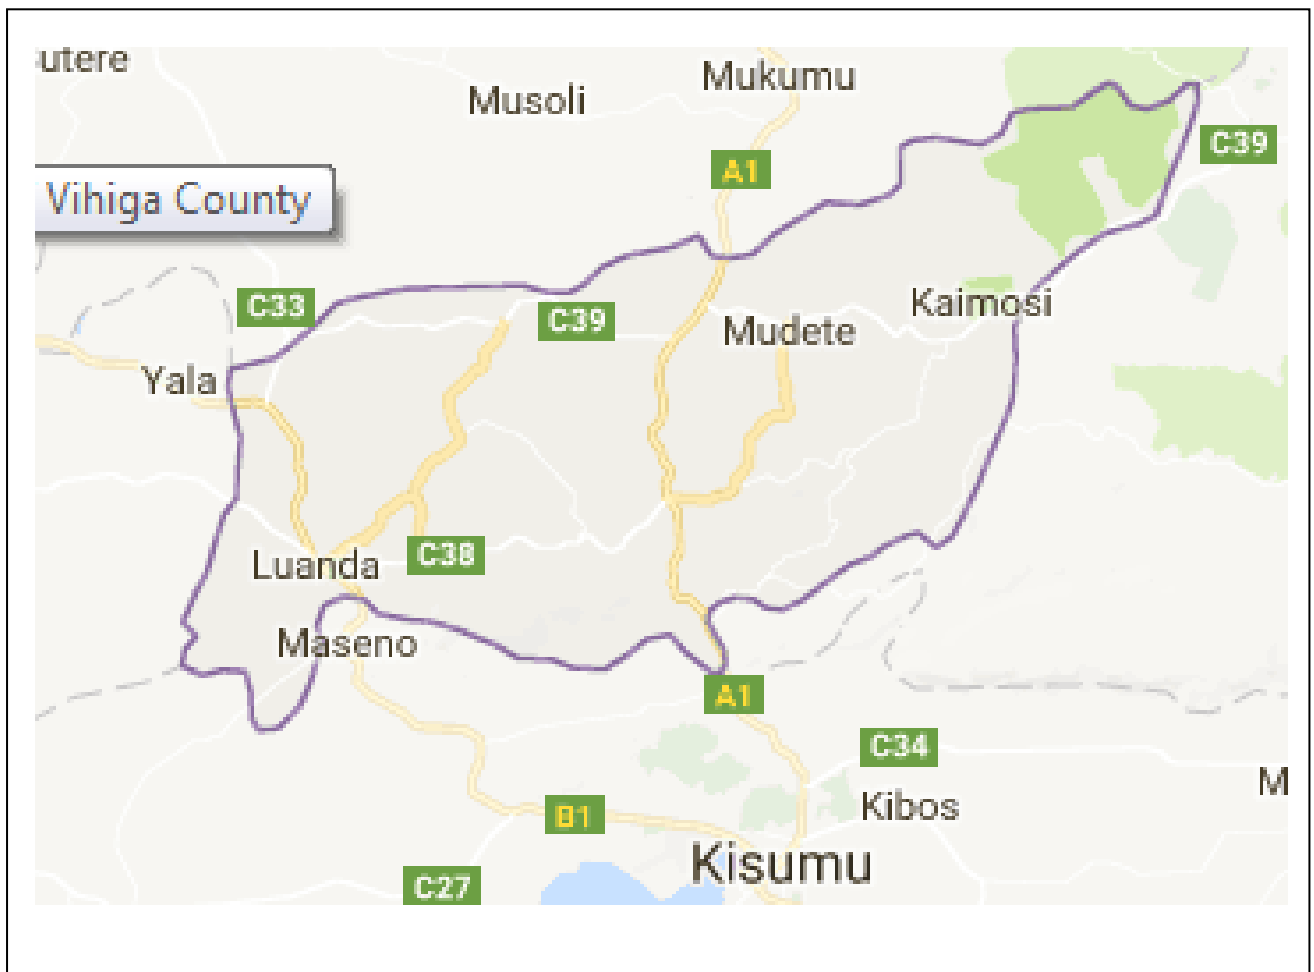 utere
Mukumu
Musoli
C39
A1
Vihiga County
C33
C39
Kaimosi
Mudete
Yala
Luanda
C38
Maseno
A1
C34
M
Kibos
B1
Kisumu
C27